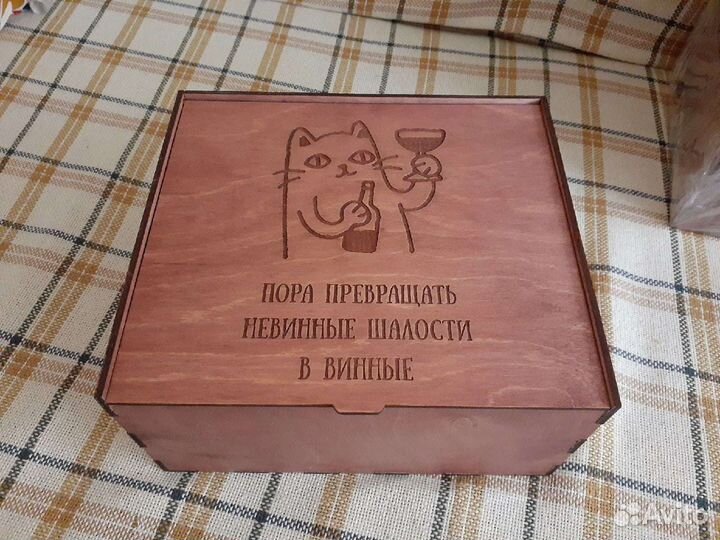 ПОРА ПРЕВРАЩАТЬ
НЕВИННЫЕ ШАЛОСТИ
В ВИННЫЕ
Avito